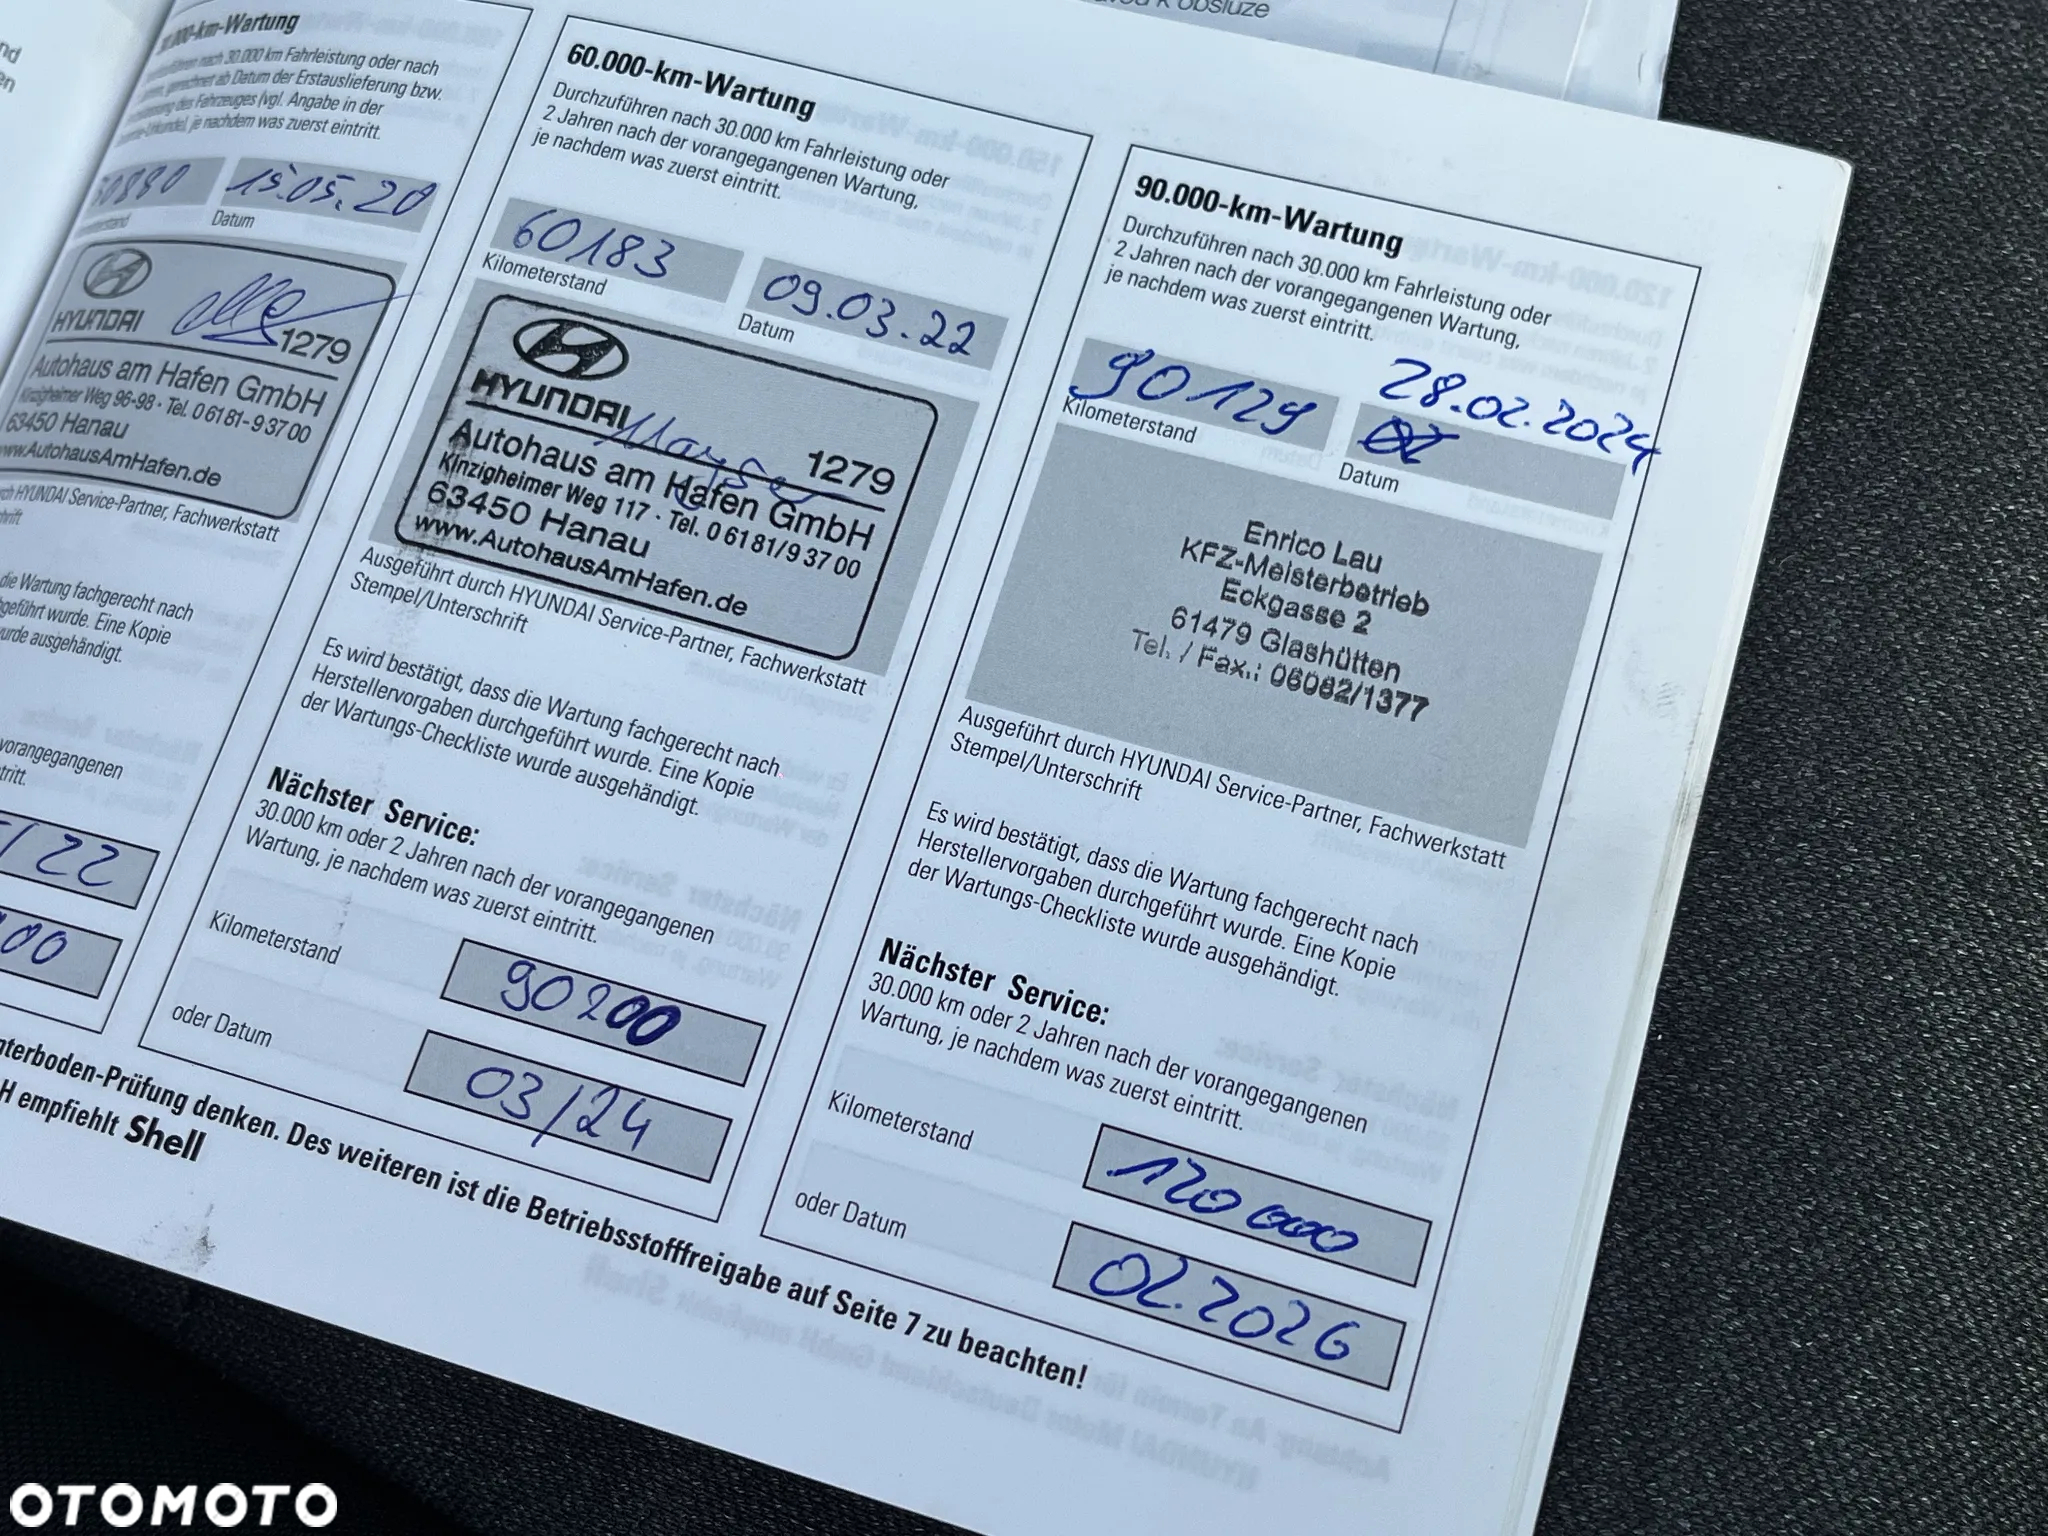 obsluze
nd
en
.000-km-Wartung
nach 30.000 km Fahrleistung oder nach
gerechnet ab Datum der Erstauslieferung bzw.
des Fahrzeuges (vgl. Angabe in der
je nachdem was zuerst eintritt.
30880 15.05.20
Datum
HYUNDAI 1279
Autohaus am Hafen GmbH
Kinzigheimer Weg 96-98 · Tel. 0 61 81 - 9 37 00
63450 Hanau
www.AutohausAmHafen.de
durch HYUNDAI Service-Partner, Fachwerkstatt
die Wartung fachgerecht nach
wurde. Eine Kopie
wurde ausgehändigt.
vorangegangenen
/22
00
60.000-km-Wartung
Durchzuführen nach 30.000 km Fahrleistung oder
2 Jahren nach der vorangegangenen Wartung,
je nachdem was zuerst eintritt.
60183 09.03.22
Kilometerstand Datum
HYUNDAI 1279
Autohaus am Hafen GmbH
Kinzigheimer Weg 117 · Tel. 0 61 81/9 37 00
63450 Hanau
www.AutohausAmHafen.de
Ausgeführt durch HYUNDAI Service-Partner, Fachwerkstatt
Stempel/Unterschrift
Es wird bestätigt, dass die Wartung fachgerecht nach
Herstellervorgaben durchgeführt wurde. Eine Kopie
der Wartungs-Checkliste wurde ausgehändigt.
Nächster Service:
30.000 km oder 2 Jahren nach der vorangegangenen
Wartung, je nachdem was zuerst eintritt.
Kilometerstand 90200
oder Datum 03/24
90.000-km-Wartung
Durchzuführen nach 30.000 km Fahrleistung oder
2 Jahren nach der vorangegangenen Wartung,
je nachdem was zuerst eintritt.
90129 28.02.2024
Kilometerstand Datum
Enrico Lau
KFZ-Meisterbetrieb
Eckgasse 2
61479 Glashütten
Tel. / Fax.: 06082/1377
Ausgeführt durch HYUNDAI Service-Partner, Fachwerkstatt
Stempel/Unterschrift
Es wird bestätigt, dass die Wartung fachgerecht nach
Herstellervorgaben durchgeführt wurde. Eine Kopie
der Wartungs-Checkliste wurde ausgehändigt.
Nächster Service:
30.000 km oder 2 Jahren nach der vorangegangenen
Wartung, je nachdem was zuerst eintritt.
Kilometerstand 120 000
oder Datum 02.2026
nterboden-Prüfung denken. Des weiteren ist die Betriebsstofffreigabe auf Seite 7 zu beachten!
H empfiehlt Shell
OTOMOTO